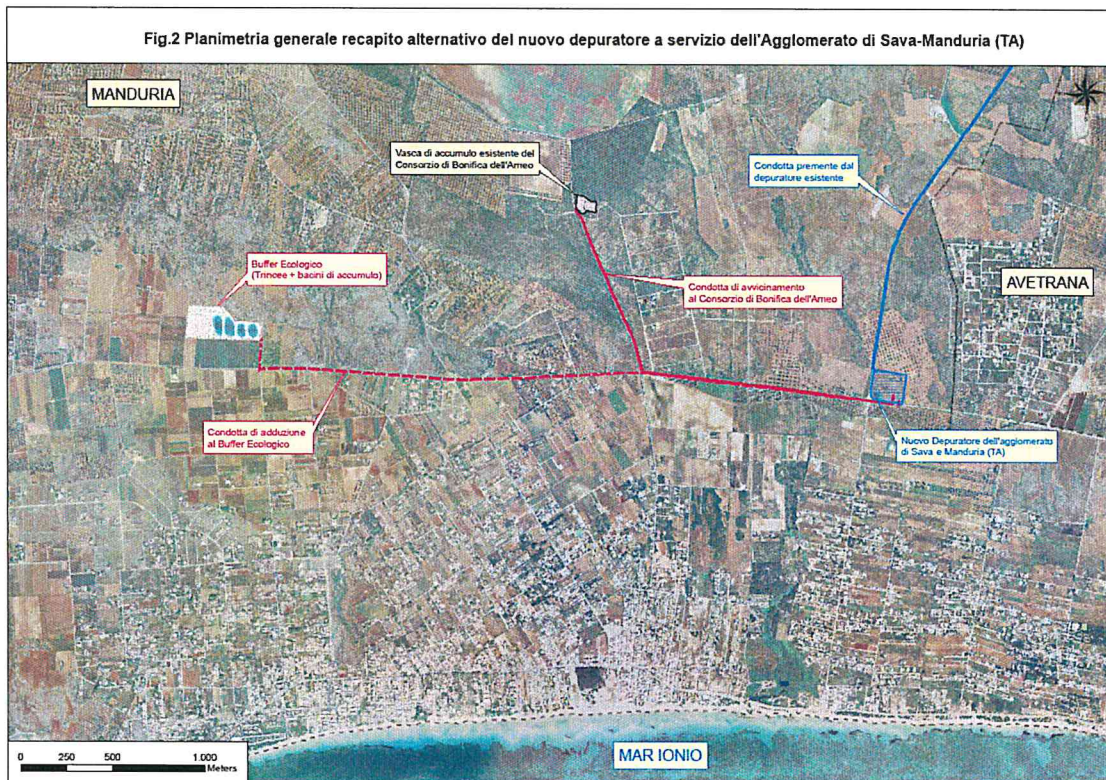 Fig.2 Planimetria generale recapito alternativo del nuovo depuratore a servizio dell'Agglomerato di Sava-Manduria (TA)
MANDURIA
Vasca di accumulo esistente del
Consorzio di Bonifica dell'Arneo
Condotta premente dal
depuratore esistente
Buffer Ecologico
(Trincee + bacini di accumulo)
Condotta di avvicinamento
al Consorzio di Bonifica dell'Arneo
AVETRANA
Condotta di adduzione
al Buffer Ecologico
Nuovo Depuratore dell'agglomerato
di Sava e Manduria (TA)
MAR IONIO
0 250 500 1.000
Meters